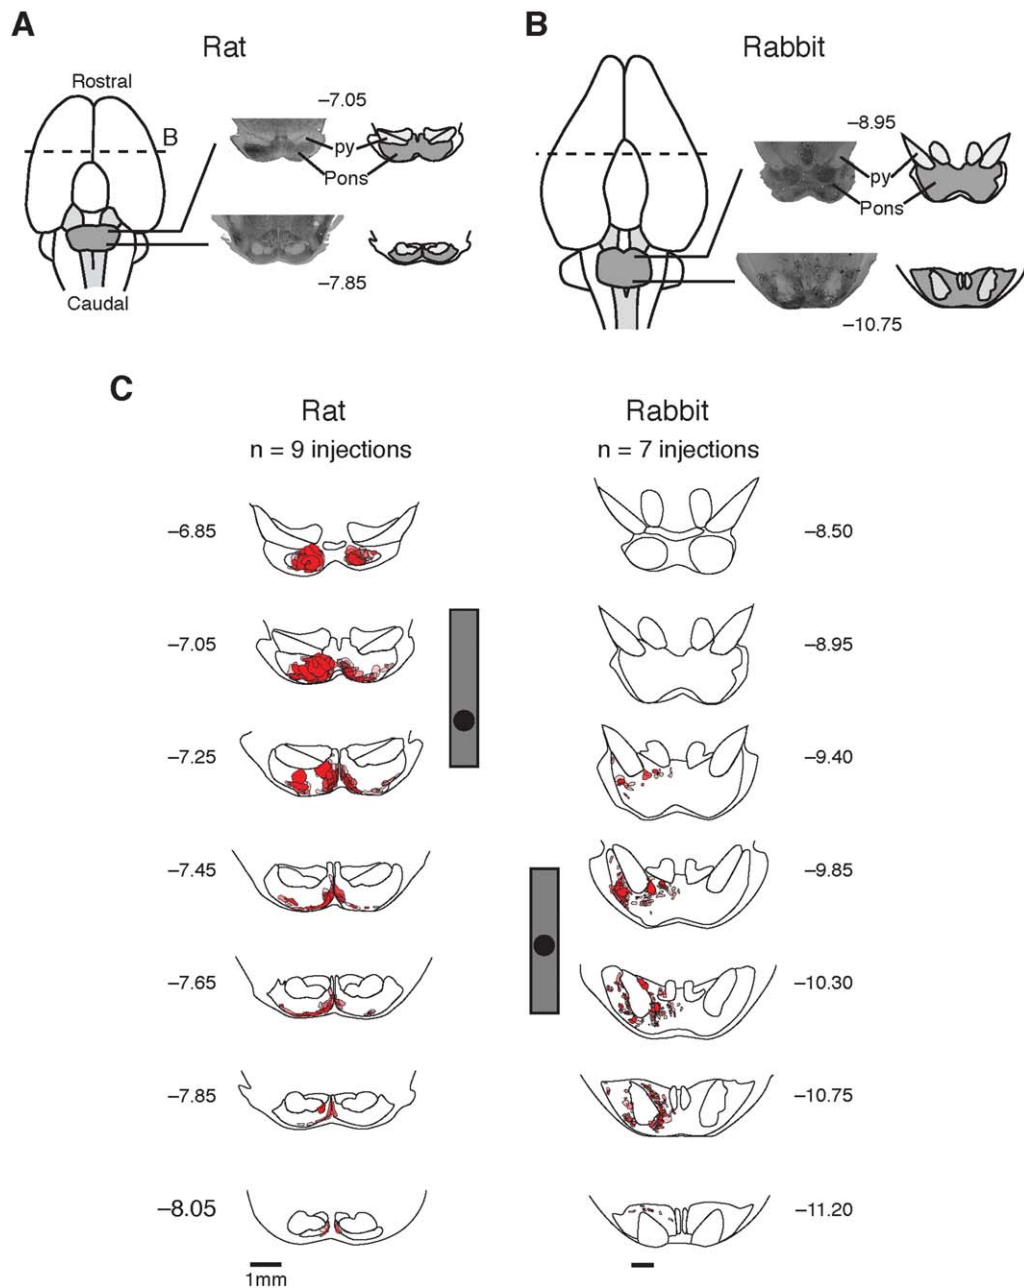 A
Rat
Rostral
B
–7.05
py
Pons
–7.85
Caudal
B
Rabbit
–8.95
py
Pons
–10.75
C
Rat
n = 9 injections
Rabbit
n = 7 injections
–6.85
–8.50
–7.05
–8.95
–7.25
–9.40
–7.45
–9.85
–7.65
–10.30
–7.85
–10.75
–8.05
–11.20
1mm